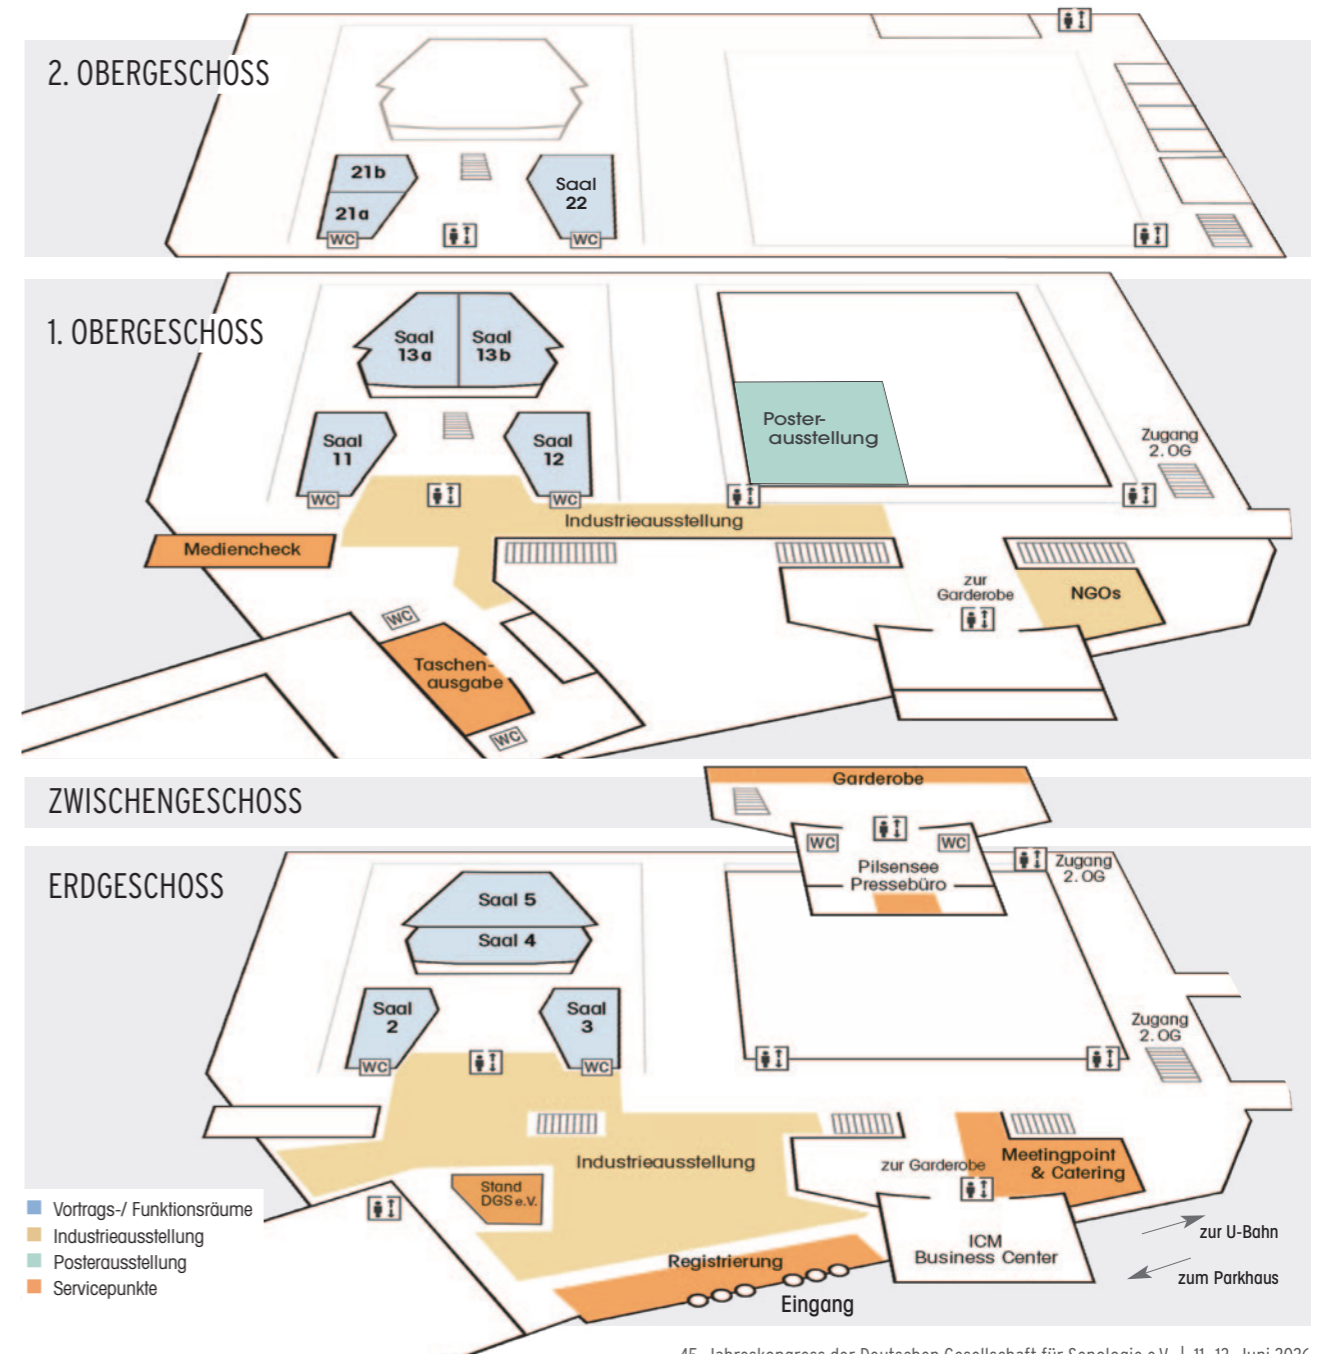 2. OBERGESCHOSS
21b
21a
WC
Saal
22
WC
1. OBERGESCHOSS
Saal
13a
Saal
13b
Saal
11
WC
Saal
12
WC
Poster-
ausstellung
Zugang
2. OG
Industrieausstellung
Mediencheck
zur
Garderobe
NGOs
WC
Taschen-
ausgabe
WC
ZWISCHENGESCHOSS
Garderobe
WC
WC
Pilsensee
Pressebüro
ERDGESCHOSS
Zugang
2. OG
Saal 5
Saal 4
Saal
2
WC
Saal
3
WC
Zugang
2. OG
Industrieausstellung
zur Garderobe
Meetingpoint
& Catering
Stand
DGS e.V.
Vortrags-/ Funktionsräume
Industrieausstellung
Posterausstellung
Servicepunkte
Registrierung
Eingang
ICM
Business Center
zur U-Bahn
zum Parkhaus